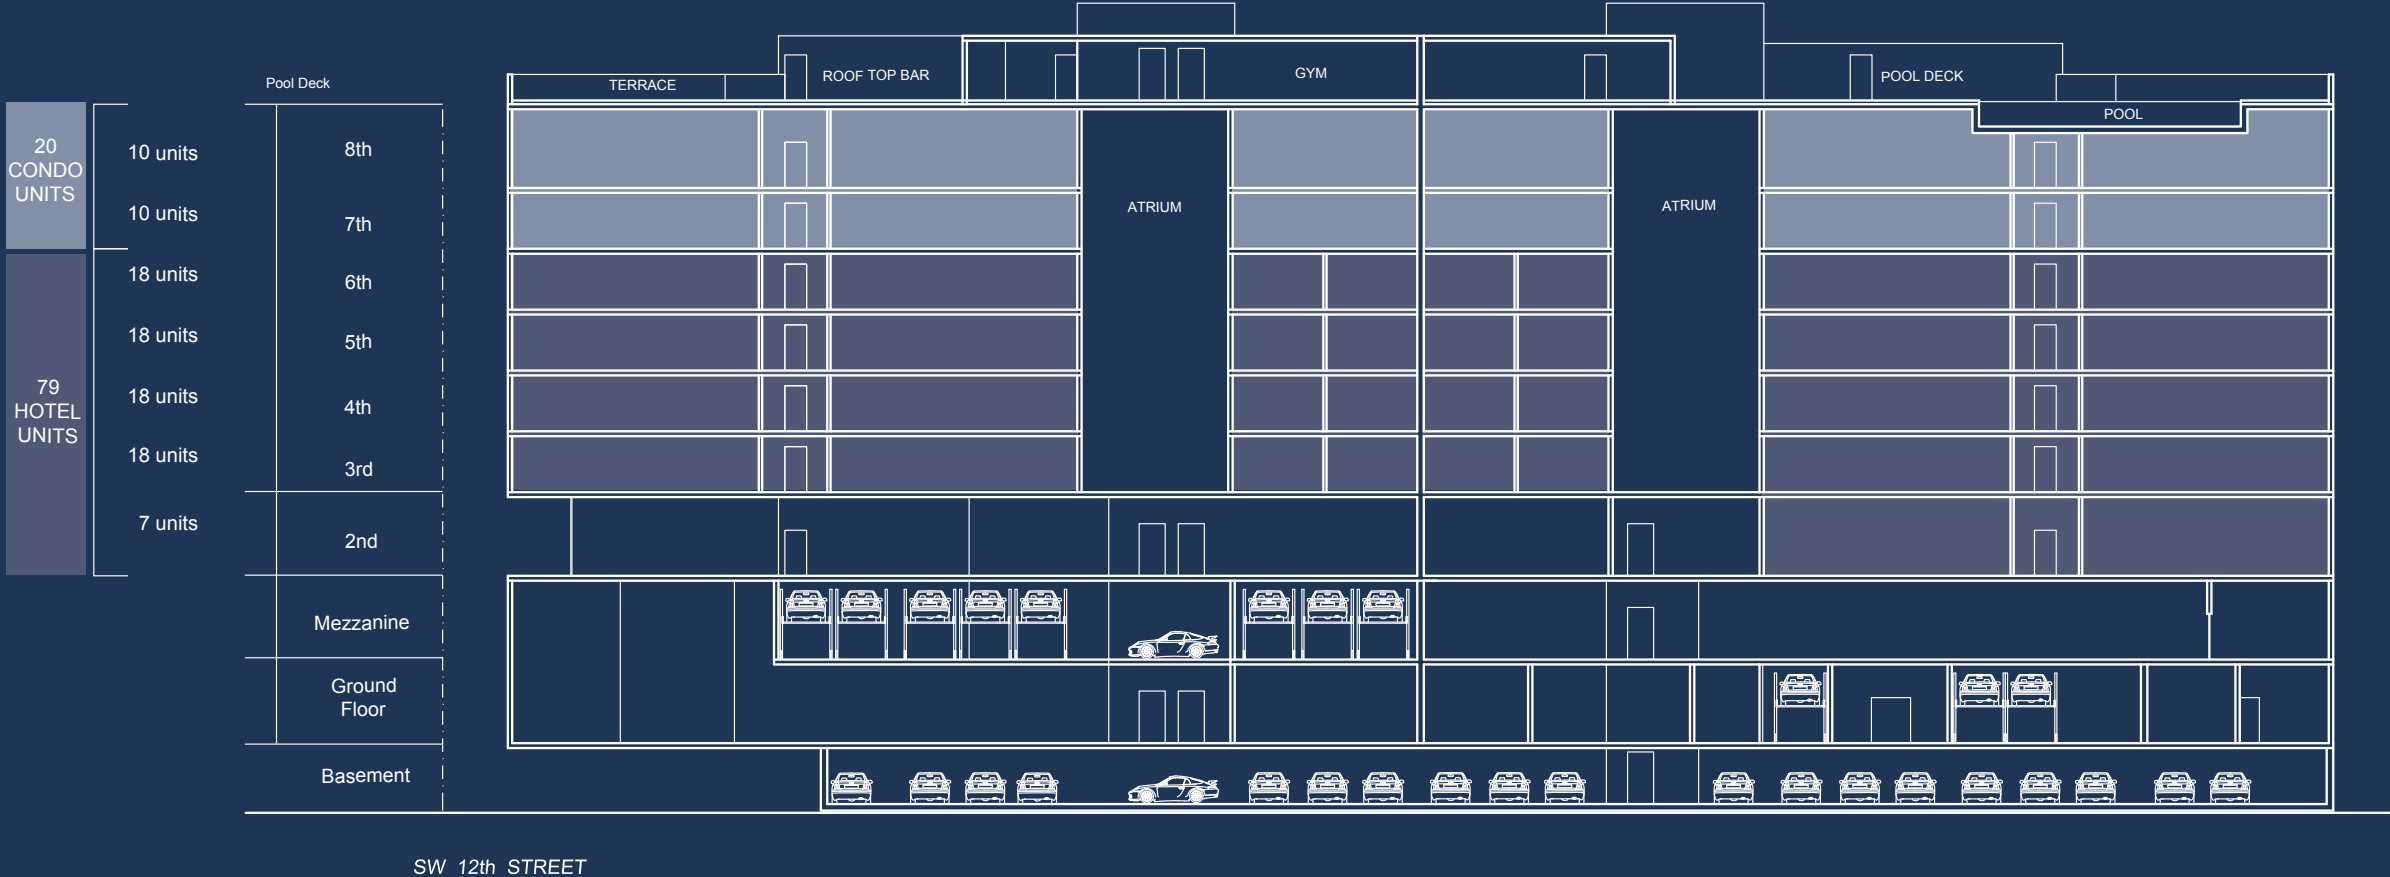 Pool Deck
TERRACE
ROOF TOP BAR
GYM
POOL DECK
POOL
20
CONDO
UNITS
10 units
8th
10 units
7th
ATRIUM
ATRIUM
18 units
6th
18 units
5th
79
HOTEL
UNITS
18 units
4th
18 units
3rd
7 units
2nd
Mezzanine
Ground
Floor
Basement
SW 12th STREET